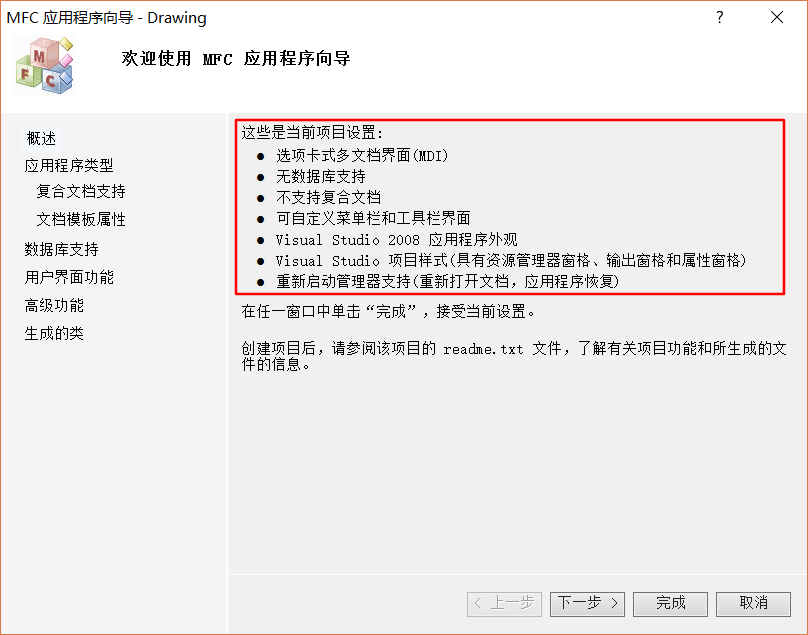 MFC 应用程序向导 - Drawing
?
M
F
C
欢迎使用 MFC 应用程序向导
概述
应用程序类型
复合文档支持
文档模板属性
数据库支持
用户界面功能
高级功能
生成的类
这些是当前项目设置:
● 选项卡式多文档界面(MDI)
● 无数据库支持
● 不支持复合文档
● 可自定义菜单栏和工具栏界面
● Visual Studio 2008 应用程序外观
● Visual Studio 项目样式(具有资源管理器窗格、输出窗格和属性窗格)
● 重新启动管理器支持(重新打开文档，应用程序恢复)
在任一窗口中单击“完成”，接受当前设置。
创建项目后，请参阅该项目的 readme.txt 文件，了解有关项目功能和所生成的文
件的信息。
< 上一步
下一步 >
完成
取消